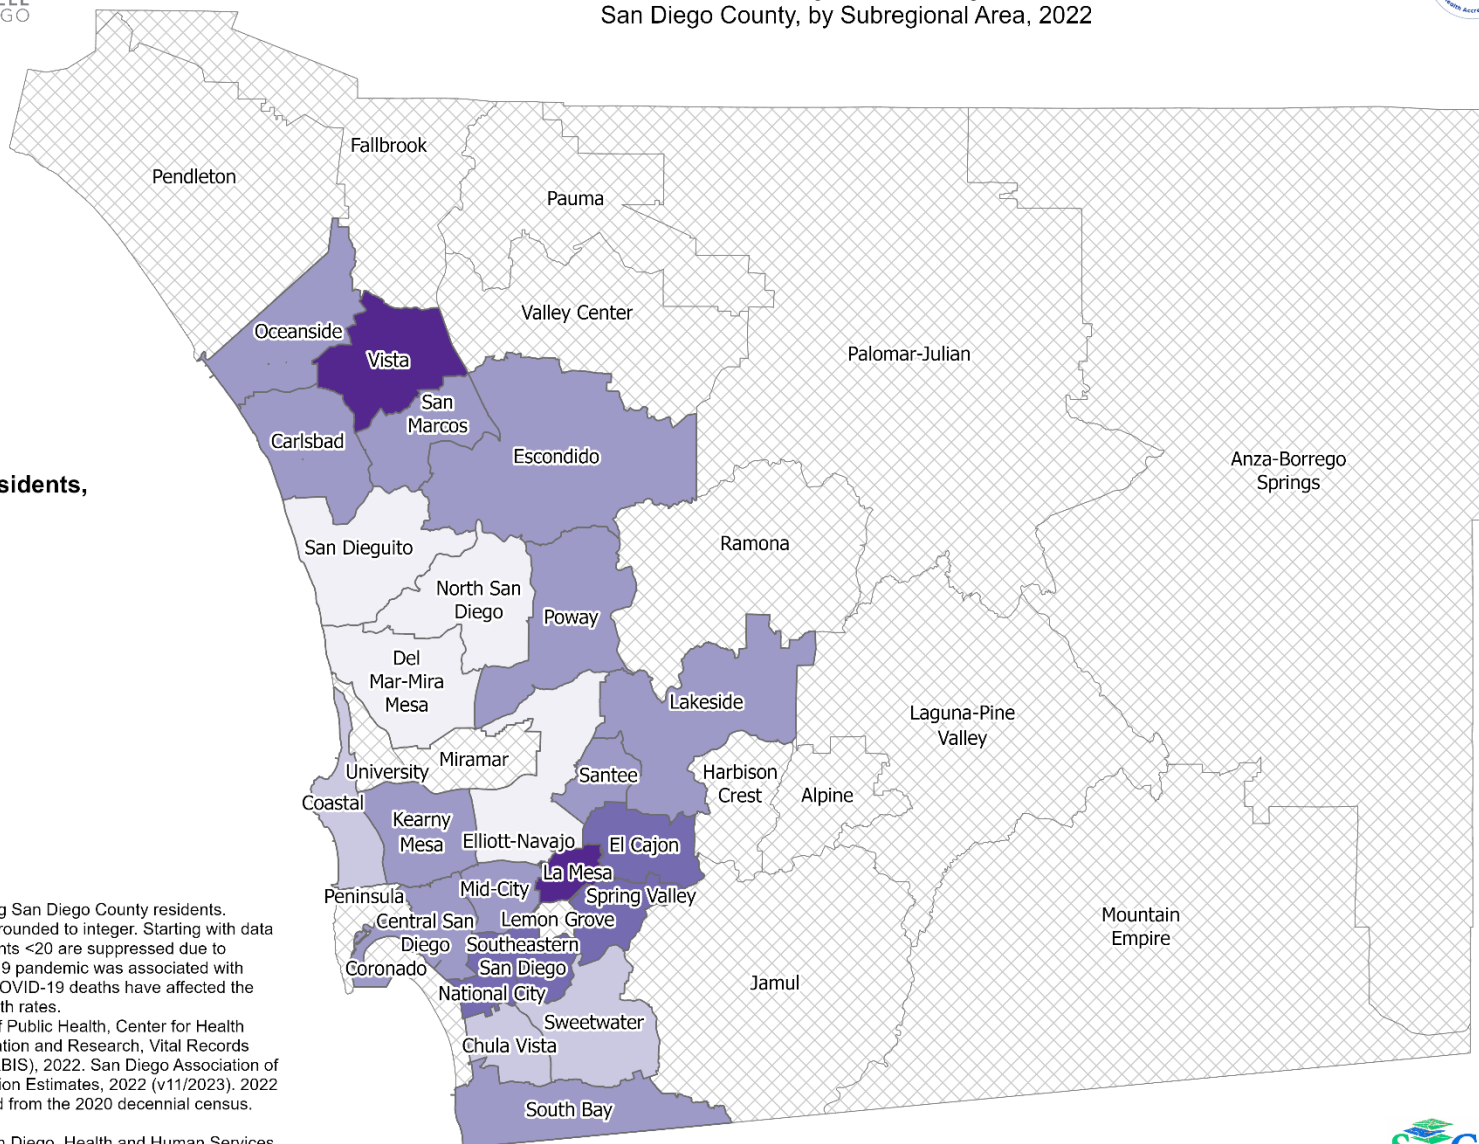 GO
San Diego County, by Subregional Area, 2022
Fallbrook
Pendleton
Pauma
Valley Center
Oceanside
Vista
Palomar-Julian
San
Marcos
Carlsbad
Escondido
Anza-Borrego
Springs
sidents,
San Dieguito
Ramona
North San
Diego
Poway
Del
Mar-Mira
Mesa
Lakeside
Laguna-Pine
Valley
Miramar
University
Santee
Harbison
Crest
Alpine
Coastal
Kearny
Mesa
Elliott-Navajo
El Cajon
La Mesa
Mid-City
Spring Valley
Peninsula
Central San
Diego
Lemon Grove
Southeastern
San Diego
Coronado
National City
Jamul
Mountain
Empire
Sweetwater
Chula Vista
South Bay
g San Diego County residents.
rounded to integer. Starting with data
nts <20 are suppressed due to
9 pandemic was associated with
OVID-19 deaths have affected the
th rates.
f Public Health, Center for Health
ation and Research, Vital Records
BIS), 2022. San Diego Association of
ion Estimates, 2022 (v11/2023). 2022
d from the 2020 decennial census.
n Diego, Health and Human Services